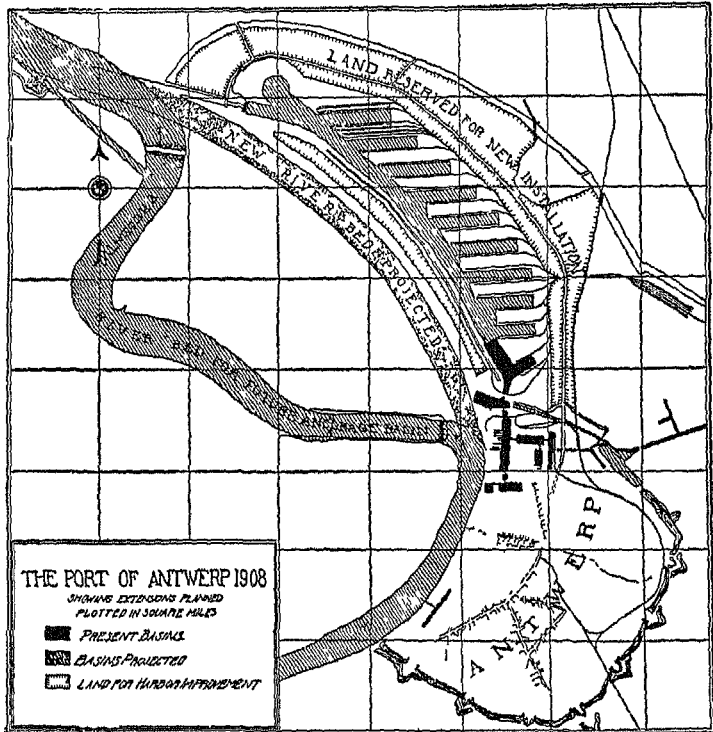 LAND RESERVED FOR NEW INSTALLATION
NEW RIVER BED PROJECTED
RIVER BED FOR FUTURE ANCHORAGE BASIN
ANTWERP
THE PORT OF ANTWERP 1908
SHOWING EXTENSIONS PLANNED
PLOTTED IN SQUARE MILES
PRESENT BASINS
BASINS PROJECTED
LAND FOR HARBOR IMPROVEMENT